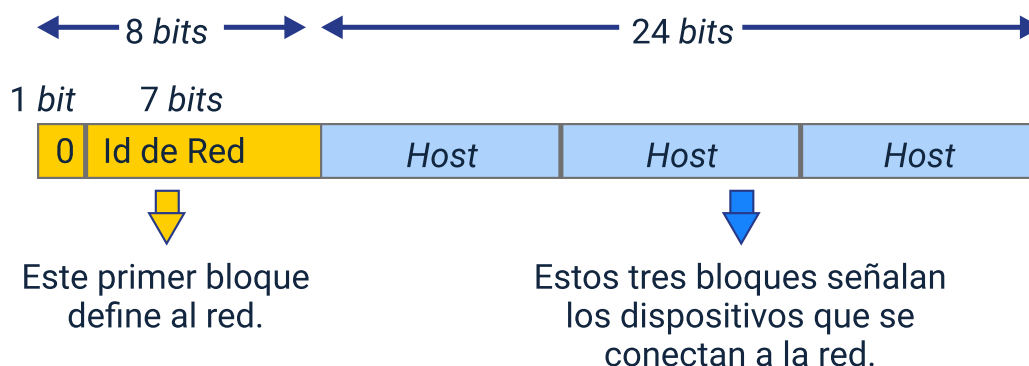 8 bits
24 bits
1 bit
7 bits
0
Id de Red
Host
Host
Host
Este primer bloque
define al red.
Estos tres bloques señalan
los dispositivos que se
conectan a la red.